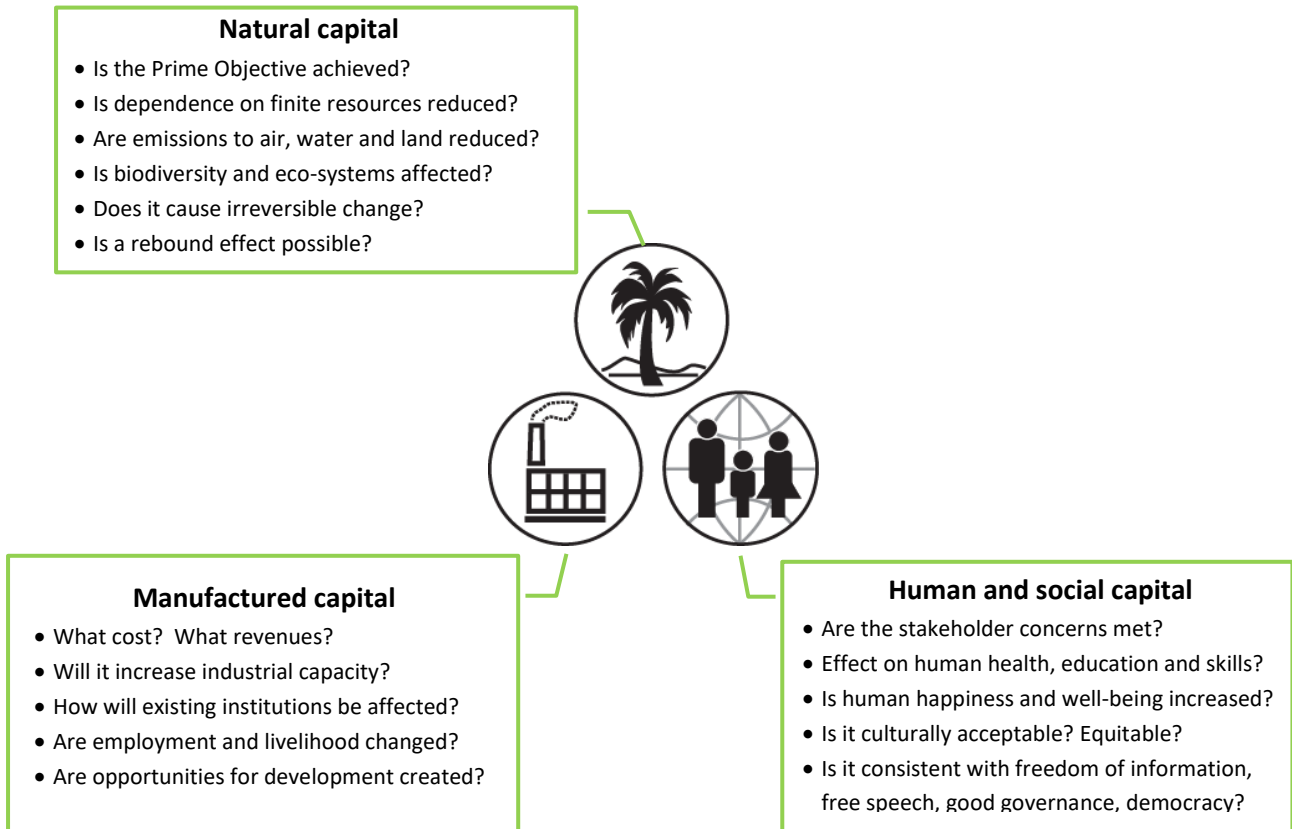 Natural capital
• Is the Prime Objective achieved?
• Is dependence on finite resources reduced?
• Are emissions to air, water and land reduced?
• Is biodiversity and eco-systems affected?
• Does it cause irreversible change?
• Is a rebound effect possible?
Manufactured capital
• What cost?  What revenues?
• Will it increase industrial capacity?
• How will existing institutions be affected?
• Are employment and livelihood changed?
• Are opportunities for development created?
Human and social capital
• Are the stakeholder concerns met?
• Effect on human health, education and skills?
• Is human happiness and well-being increased?
• Is it culturally acceptable? Equitable?
• Is it consistent with freedom of information,
free speech, good governance, democracy?